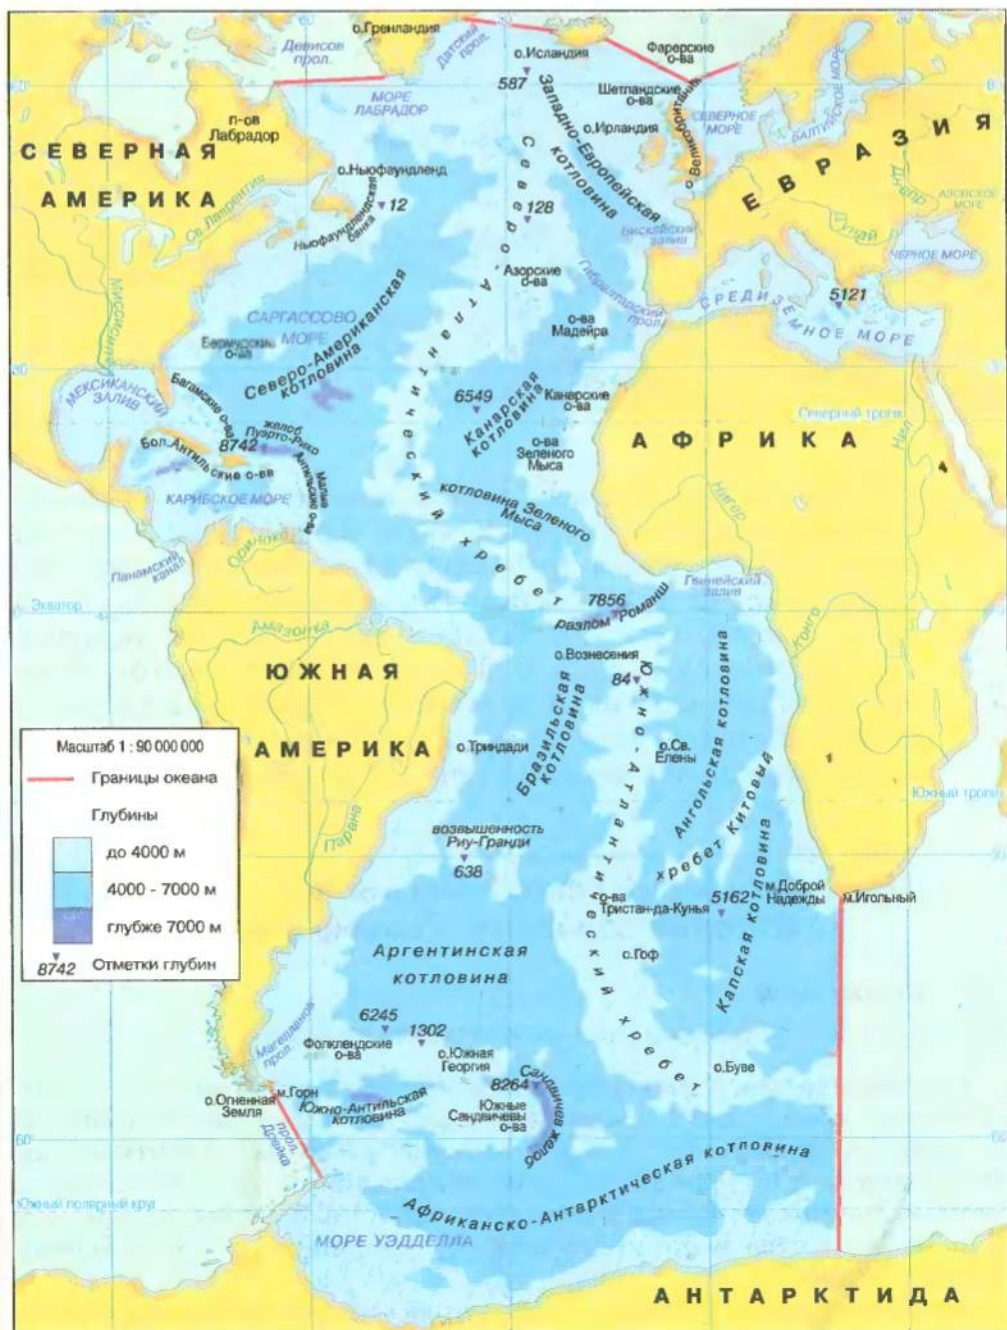 о.Гренландия
Датский
прол.
о.Исландия
587
Фарерские
о-ва
Девисов
прол.
60
МОРЕ
ЛАБРАДОР
Шетландские
о-ва
п-ов
Лабрадор
о.Ирландия
о.Великобритания
СЕВЕРНОЕ
МОРЕ
БАЛТИЙСКОЕ МОРЕ
СЕВЕРНАЯ
АМЕРИКА
ЕВРАЗИЯ
Западно-Европейская
котловина
о.Ньюфаундленд
12
Ньюфаундлендская
банка
Св.Лаврентия
128
Бискайский
залив
Днепр
Дунай
АЗОВСКОЕ
МОРЕ
ЧЕРНОЕ МОРЕ
Северо-Атлантический хребет
Азорские
о-ва
Гибралтарский
прол.
СРЕДИЗЕМНОЕ МОРЕ
5121
Миссисипи
САРГАССОВО
МОРЕ
Бермудские
о-ва
Северо-Американская
котловина
о-ва
Мадейра
30
МЕКСИКАНСКИЙ
ЗАЛИВ
Багамские о-ва
6549
Канарская
котловина
Канарские
о-ва
Северный тропик
Нил
желоб
Пуэрто-Рико
8742
Бол.Антильские о-ва
Малые
Антильские о-ва
о-ва
Зеленого
Мыса
АФРИКА
КАРИБСКОЕ МОРЕ
котловина Зеленого
Мыса
Нигер
Панамский
канал
Ориноко
Гвинейский
залив
Экватор
7856
разлом Романш
Конго
Амазонка
о.Вознесения
84
ЮЖНАЯ
АМЕРИКА
Южно-Атлантический хребет
Бразильская
котловина
Ангольская котловина
о.Триндади
о.Св.
Елены
Масштаб 1 : 90 000 000
Границы океана
Глубины
до 4000 м
4000 - 7000 м
глубже 7000 м
8742 Отметки глубин
Парана
Южный тропик
хребет Китовый
возвышенность
Риу-Гранди
638
Капская котловина
о-ва
Тристан-да-Кунья
5162
м.Доброй
Надежды
м.Игольный
Аргентинская
котловина
о.Гоф
6245
1302
Магелланов
прол.
Фолклендские
о-ва
о.Южная
Георгия
о.Буве
8264
Сандвичев желоб
м.Горн
о.Огненная
Земля
Южно-Антильская
котловина
Южные
Сандвичевы
о-ва
прол.
Дрейка
60
60
Африканско-Антарктическая котловина
Южный полярный круг
МОРЕ УЭДДЕЛЛА
АНТАРКТИДА